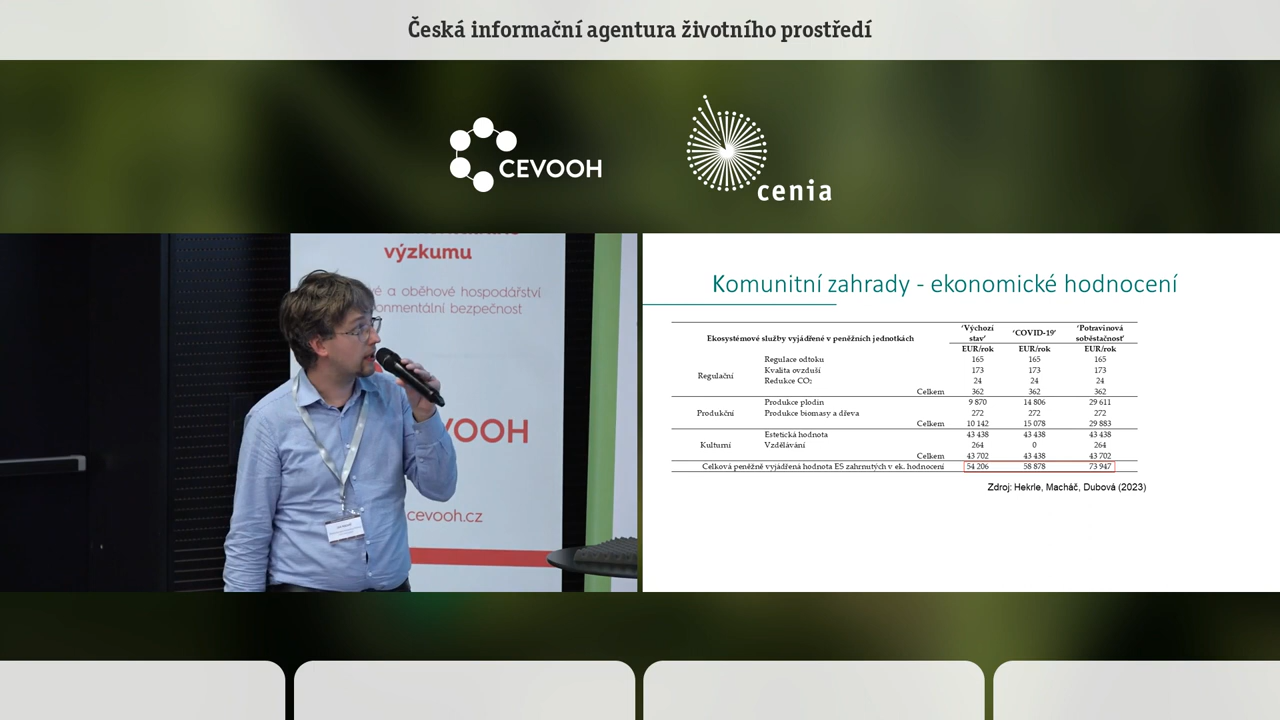 Česká informační agentura životního prostředí
CEVOOH
cenia
výzkumu
vé a oběhové hospodářství
onmentální bezpečnost
VOOH
cevooh.cz
Komunitní zahrady - ekonomické hodnocení
Ekosystémové služby vyjádřené v peněžních jednotkách 'Výchozí stav' 'COVID-19' 'Potravinová soběstačnost'
EUR/rok EUR/rok EUR/rok
Regulační
Regulace odtoku 165 165 165
Kvalita ovzduší 173 173 173
Redukce CO₂ 24 24 24
Celkem 362 362 362
Produkční
Produkce plodin 9 870 14 806 29 611
Produkce biomasy a dřeva 272 272 272
Celkem 10 142 15 078 29 883
Kulturní
Estetická hodnota 43 438 43 438 43 438
Vzdělávání 264 0 264
Celkem 43 702 43 438 43 702
Celková peněžně vyjádřená hodnota ES zahrnutých v ek. hodnocení 54 206 58 878 73 947
Zdroj: Hekrle, Macháč, Dubová (2023)